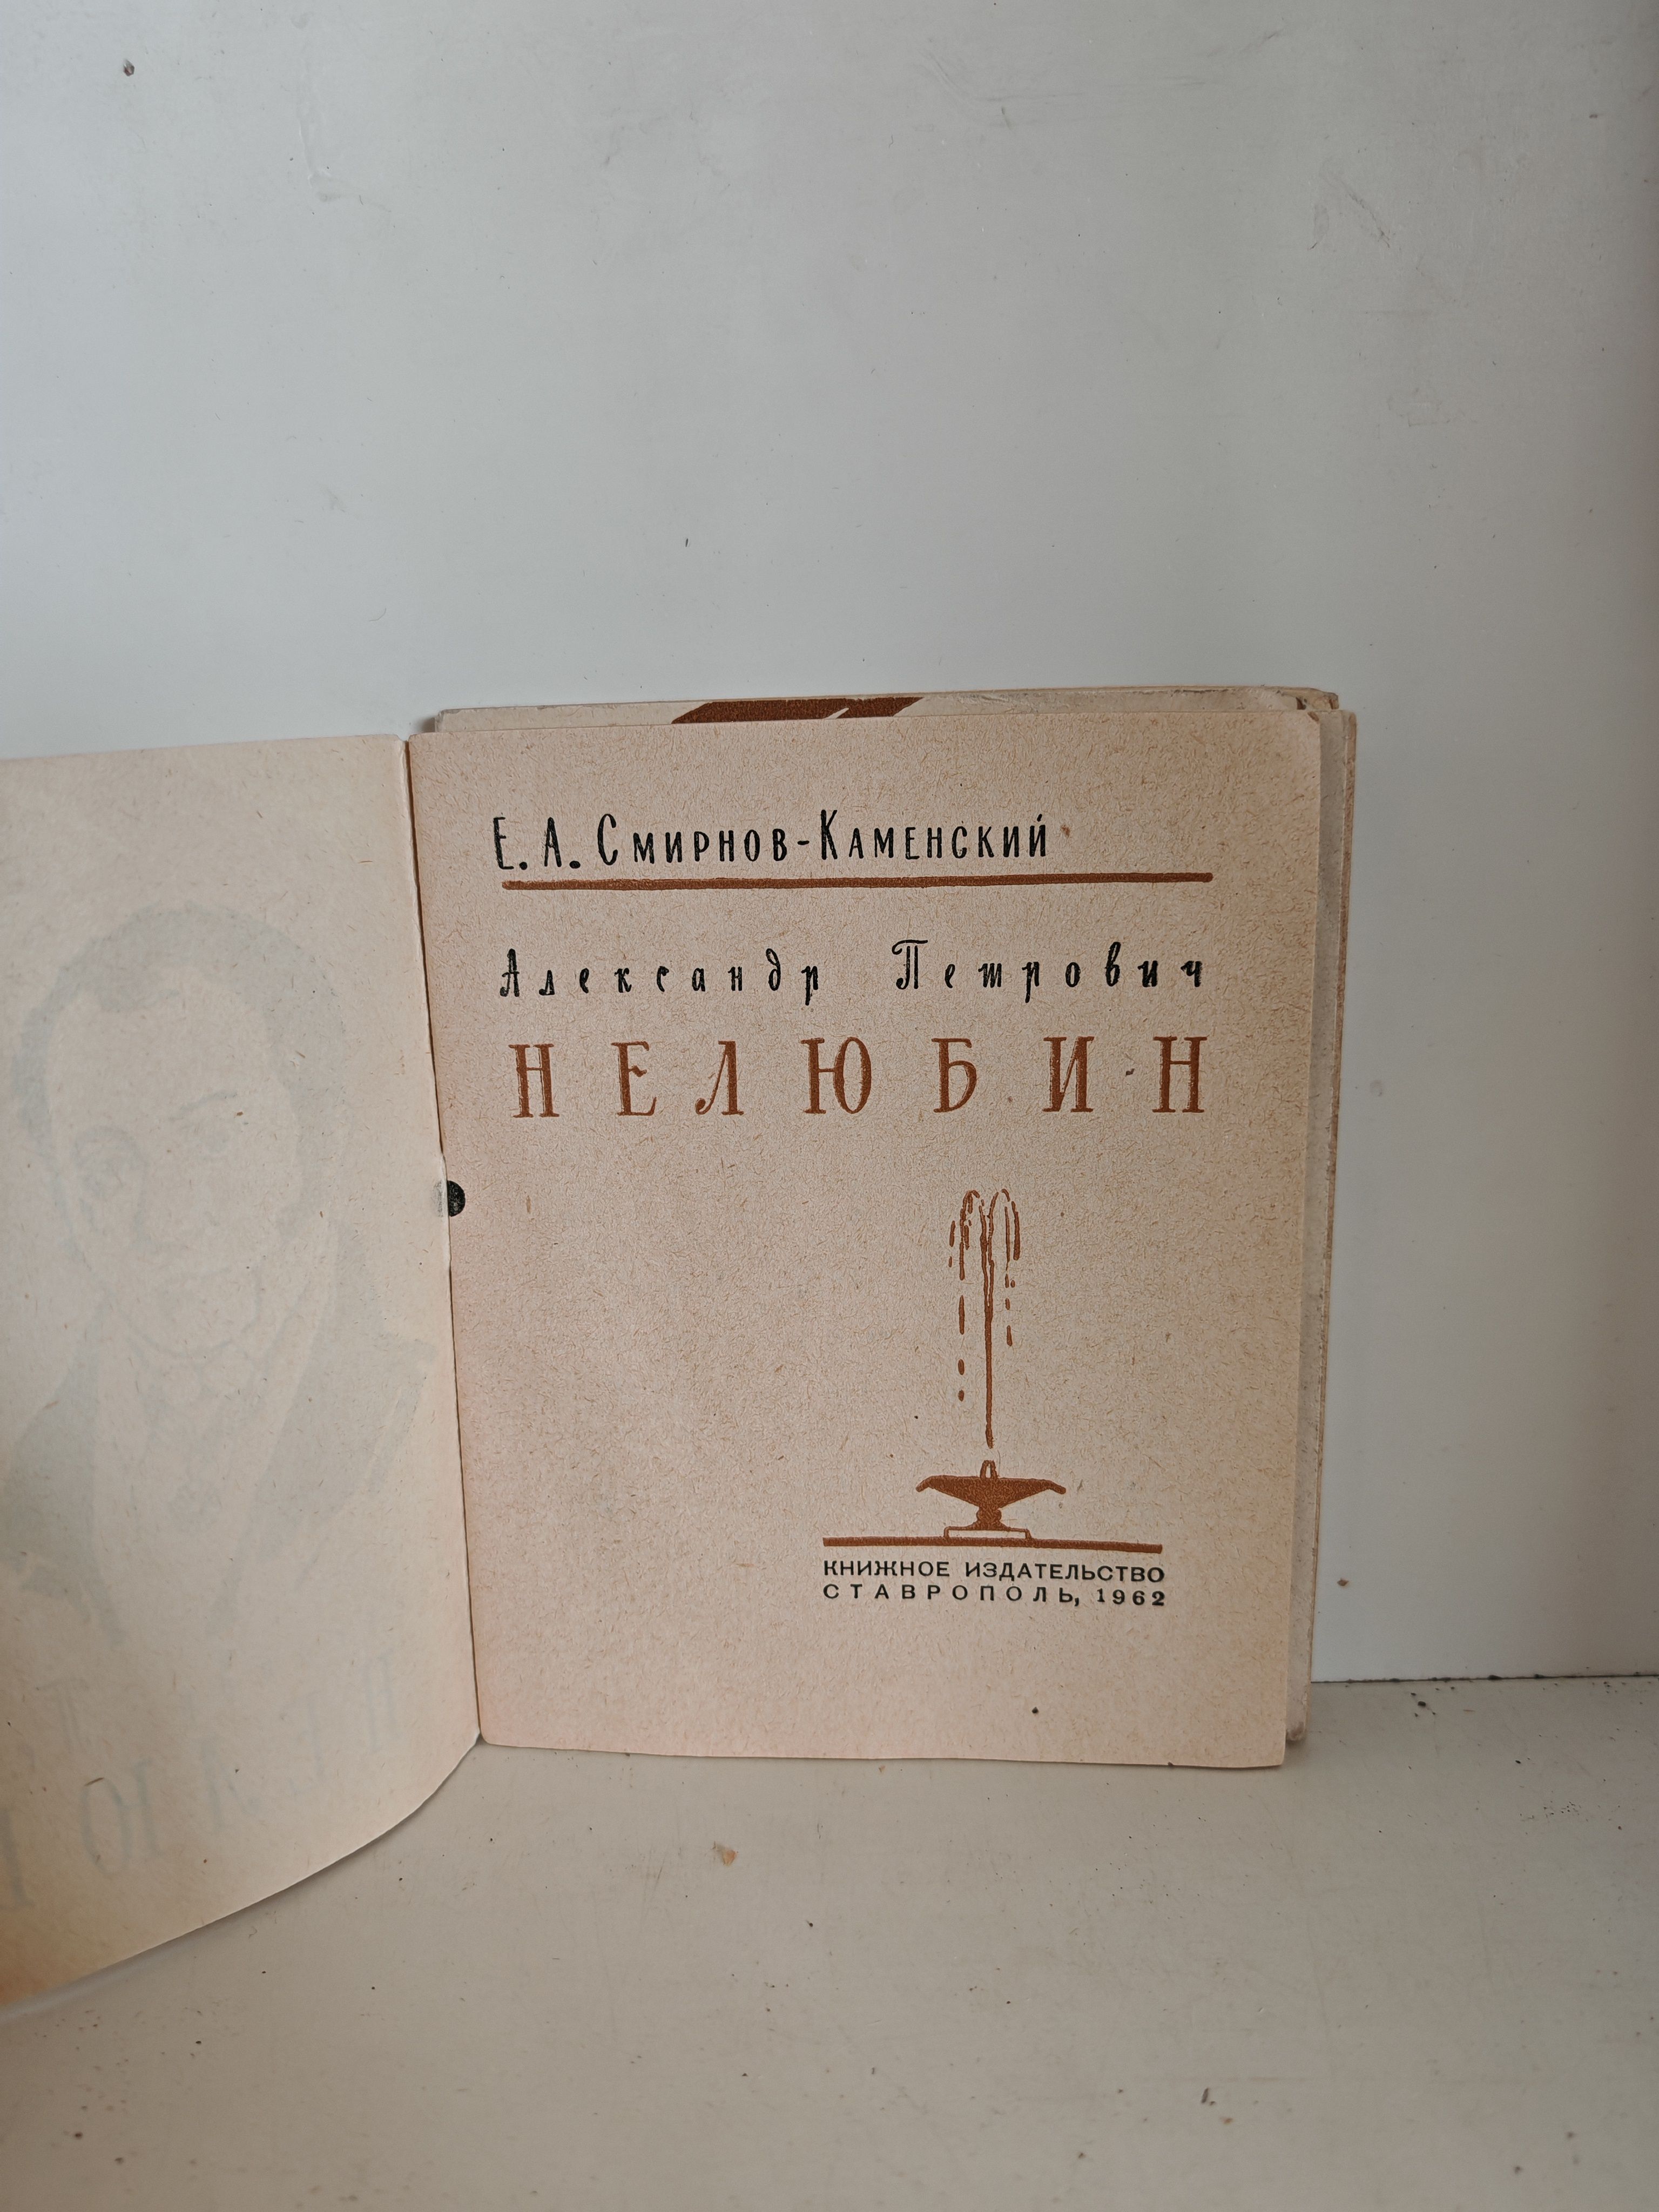 Е. А. Смирнов-Каменский
Александр Петрович
НЕЛЮБИН
КНИЖНОЕ ИЗДАТЕЛЬСТВО
СТАВРОПОЛЬ, 1962